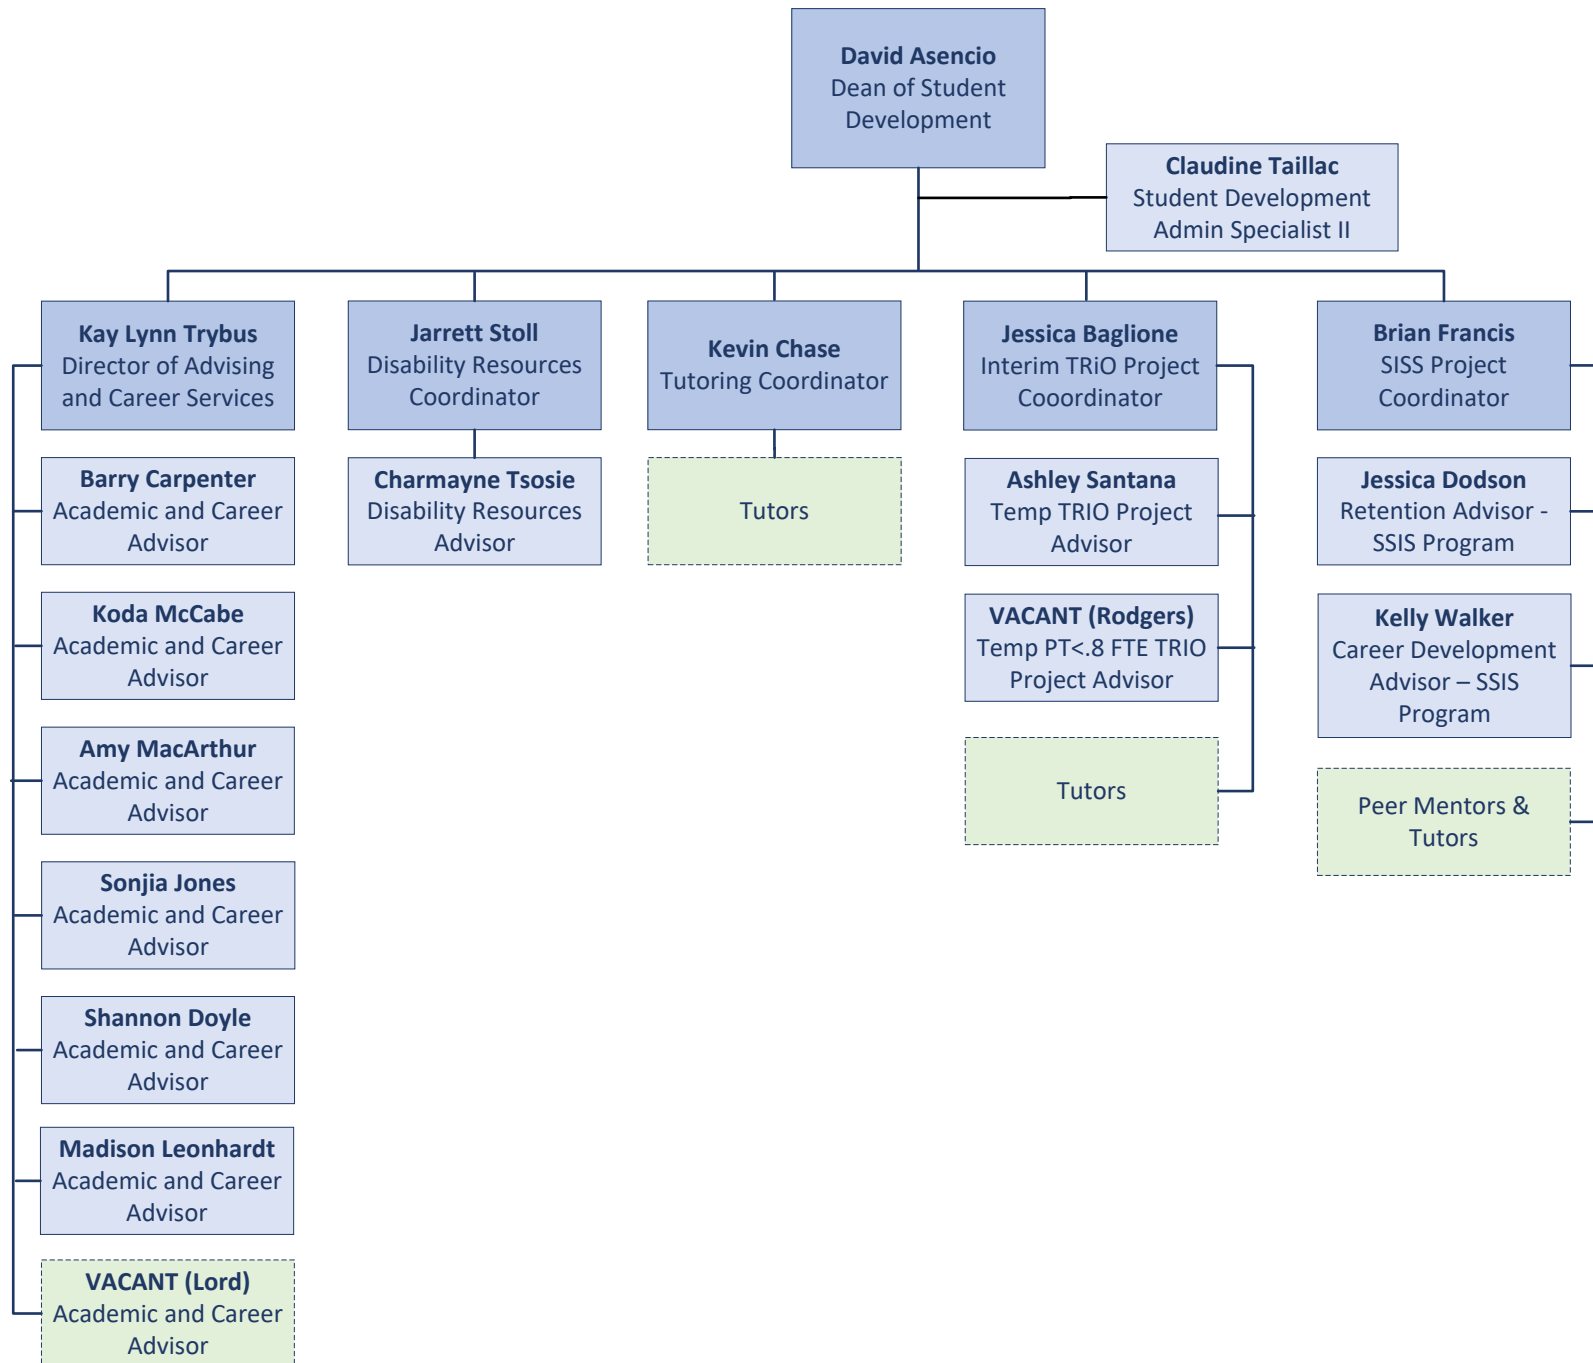 David Asencio
Dean of Student
Development
Claudine Taillac
Student Development
Admin Specialist II
Kay Lynn Trybus
Director of Advising
and Career Services
Jarrett Stoll
Disability Resources
Coordinator
Kevin Chase
Tutoring Coordinator
Jessica Baglione
Interim TRiO Project
Cooordinator
Brian Francis
SISS Project
Coordinator
Barry Carpenter
Academic and Career
Advisor
Charmayne Tsosie
Disability Resources
Advisor
Tutors
Ashley Santana
Temp TRIO Project
Advisor
Jessica Dodson
Retention Advisor -
SSIS Program
Koda McCabe
Academic and Career
Advisor
VACANT (Rodgers)
Temp PT<.8 FTE TRIO
Project Advisor
Kelly Walker
Career Development
Advisor – SSIS
Program
Amy MacArthur
Academic and Career
Advisor
Tutors
Peer Mentors &
Tutors
Sonjia Jones
Academic and Career
Advisor
Shannon Doyle
Academic and Career
Advisor
Madison Leonhardt
Academic and Career
Advisor
VACANT (Lord)
Academic and Career
Advisor